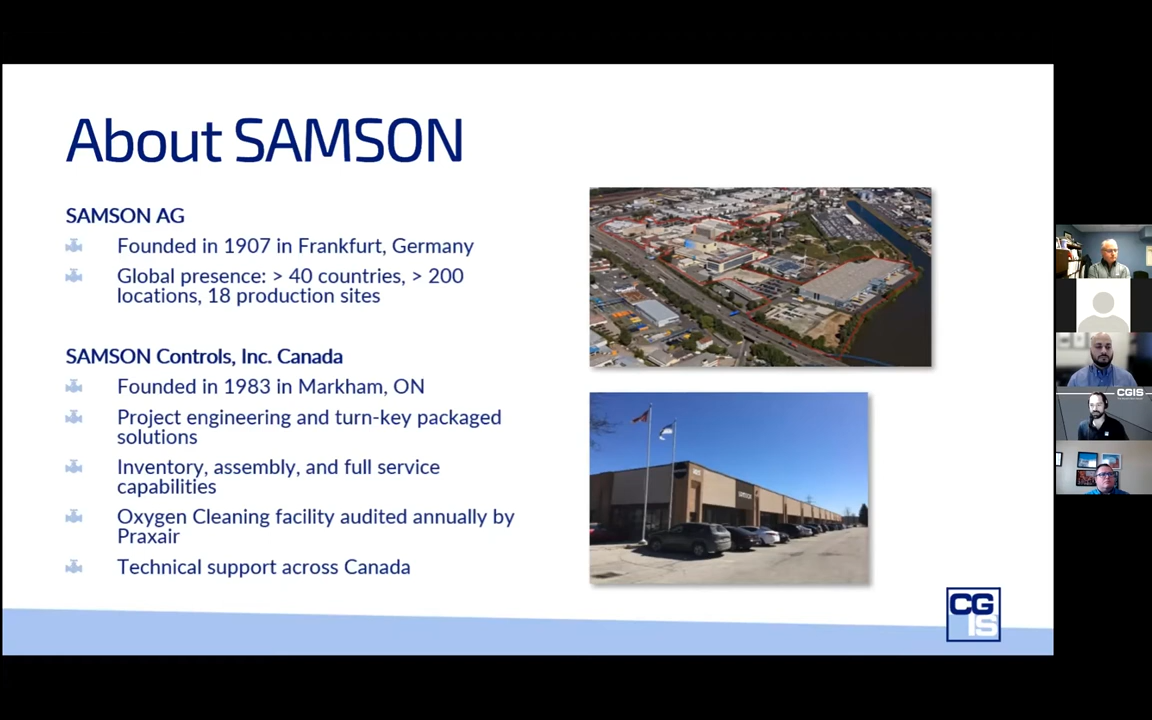 About SAMSON
SAMSON AG
Founded in 1907 in Frankfurt, Germany
Global presence: > 40 countries, > 200
locations, 18 production sites
SAMSON Controls, Inc. Canada
Founded in 1983 in Markham, ON
Project engineering and turn-key packaged
solutions
Inventory, assembly, and full service
capabilities
Oxygen Cleaning facility audited annually by
Praxair
Technical support across Canada
CG
IS
CGIS